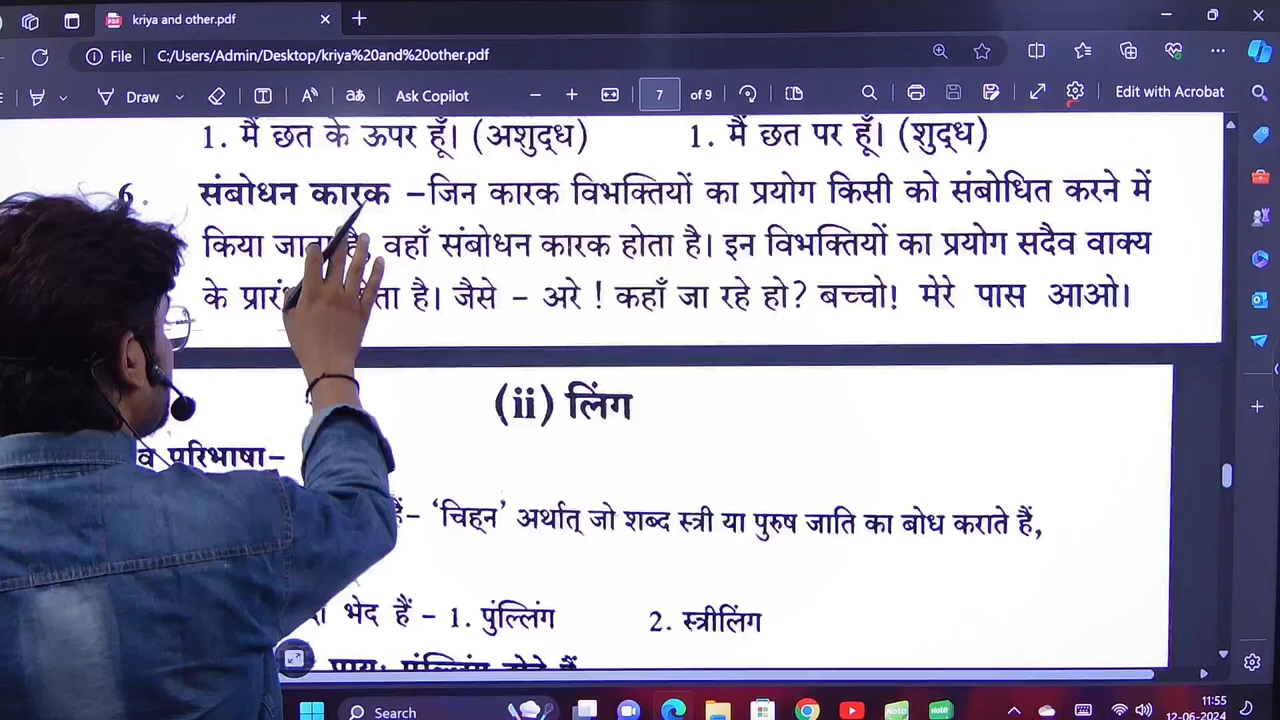 kriya and other.pdf
File C:/Users/Admin/Desktop/kriya%20and%20other.pdf
Draw Ask Copilot 7 of 9 Edit with Acrobat
1. मैं छत के ऊपर हूँ। (अशुद्ध) 1. मैं छत पर हूँ। (शुद्ध)
6. संबोधन कारक –जिन कारक विभक्तियों का प्रयोग किसी को संबोधित करने में
किया जाता है, वहाँ संबोधन कारक होता है। इन विभक्तियों का प्रयोग सदैव वाक्य
के है। जैसे – अरे ! कहाँ जा रहे हो? बच्चो! मेरे पास आओ।
(ii) लिंग
व परिभाषा–
हैं– ‘चिह्न’ अर्थात् जो शब्द स्त्री या पुरुष जाति का बोध कराते हैं,
भेद हैं – 1. पुंल्लिंग 2. स्त्रीलिंग
प्रायः पुंल्लिंग होते हैं
Search
11:55
12-06-2024